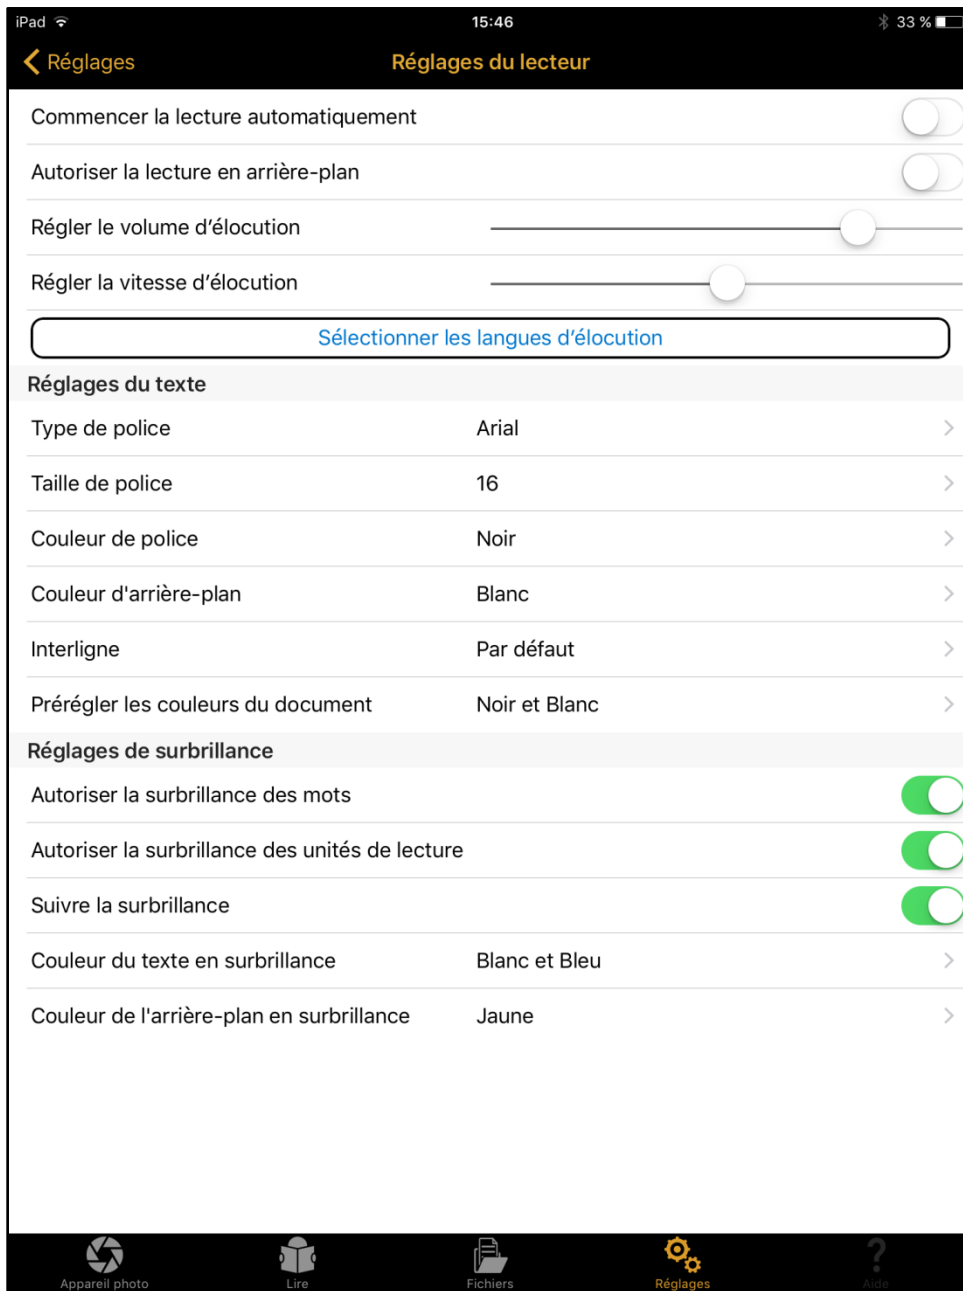 iPad 15:46 33 %
Réglages Réglages du lecteur
Commencer la lecture automatiquement
Autoriser la lecture en arrière-plan
Régler le volume d’élocution
Régler la vitesse d’élocution
Sélectionner les langues d’élocution
Réglages du texte
Type de police Arial
Taille de police 16
Couleur de police Noir
Couleur d'arrière-plan Blanc
Interligne Par défaut
Prérégler les couleurs du document Noir et Blanc
Réglages de surbrillance
Autoriser la surbrillance des mots
Autoriser la surbrillance des unités de lecture
Suivre la surbrillance
Couleur du texte en surbrillance Blanc et Bleu
Couleur de l'arrière-plan en surbrillance Jaune
Appareil photo Lire Fichiers Réglages Aide